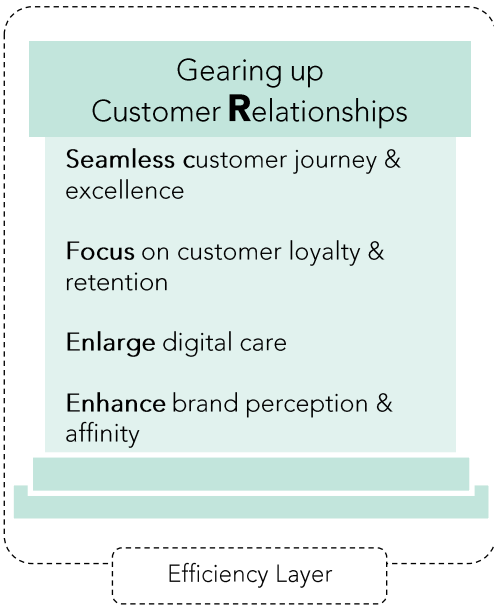 Gearing up
Customer Relationships
Seamless customer journey &
excellence
Focus on customer loyalty &
retention
Enlarge digital care
Enhance brand perception &
affinity
Efficiency Layer